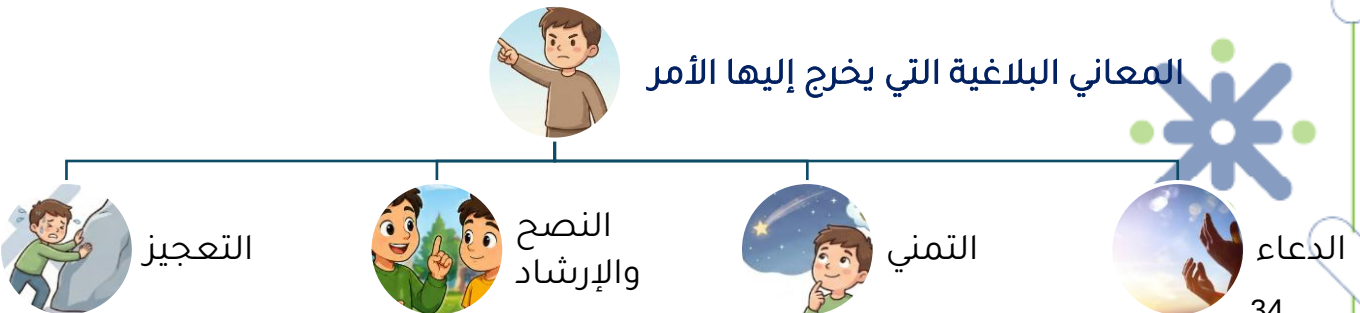 المعاني البلاغية التي يخرج إليها الأمر
الدعاء
التمني
النصح
والإرشاد
التعجيز
34